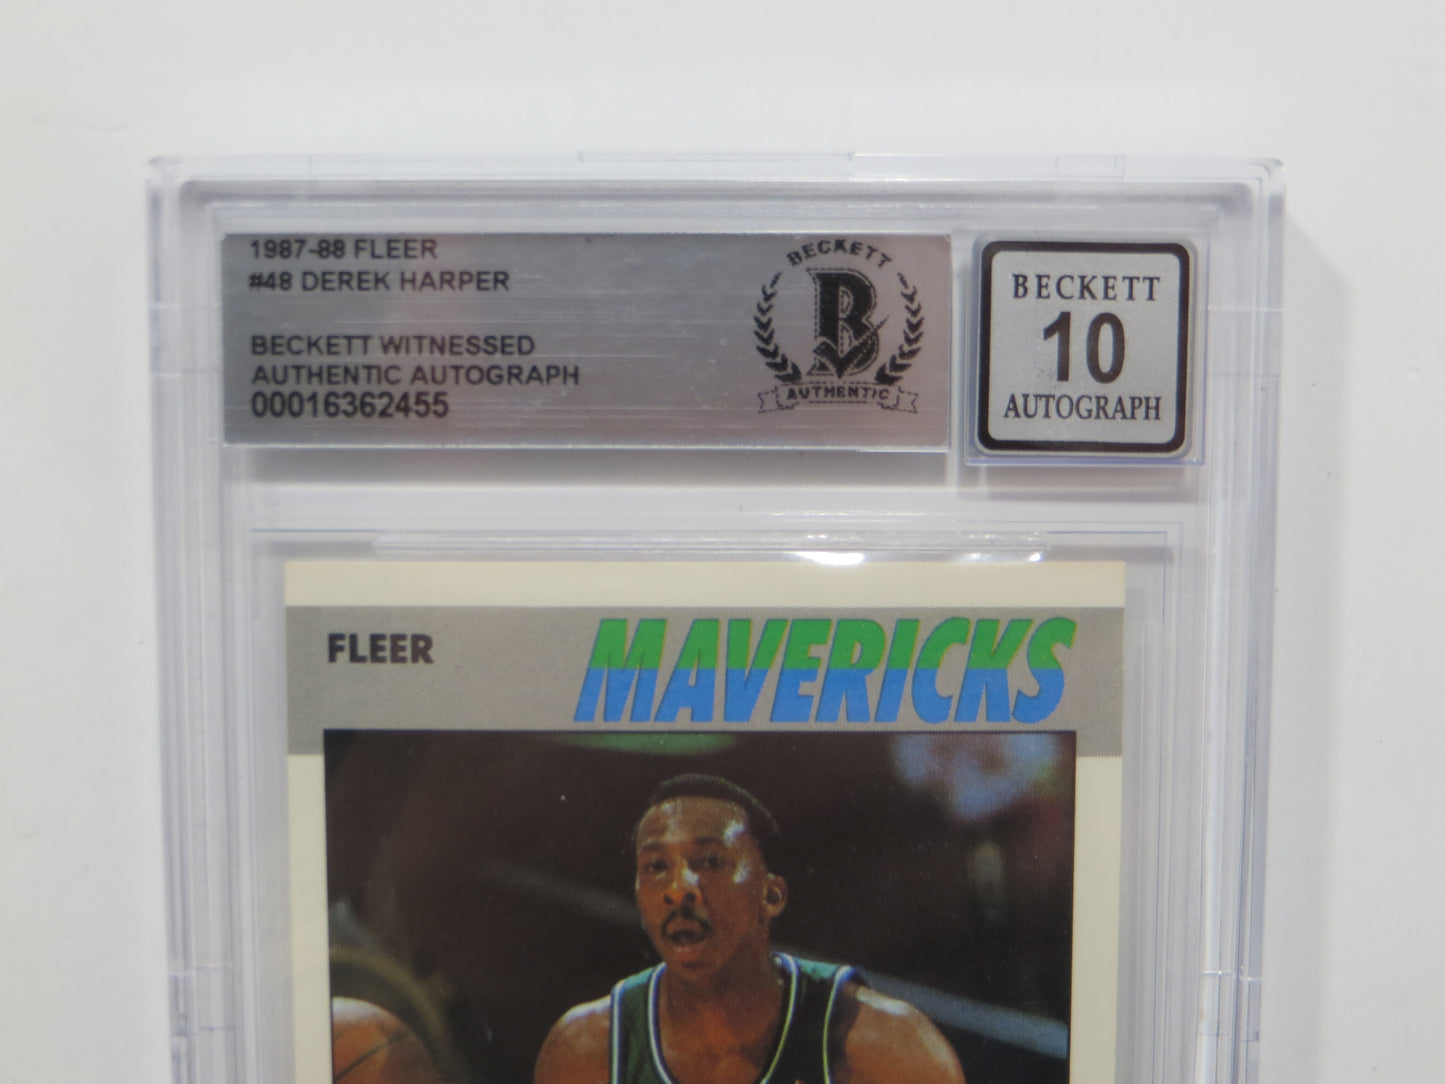 1987-88 FLEER
#48 DEREK HARPER
BECKETT WITNESSED
AUTHENTIC AUTOGRAPH
00016362455
BECKETT
B
AUTHENTIC
BECKETT
10
AUTOGRAPH
FLEER
MAVERICKS